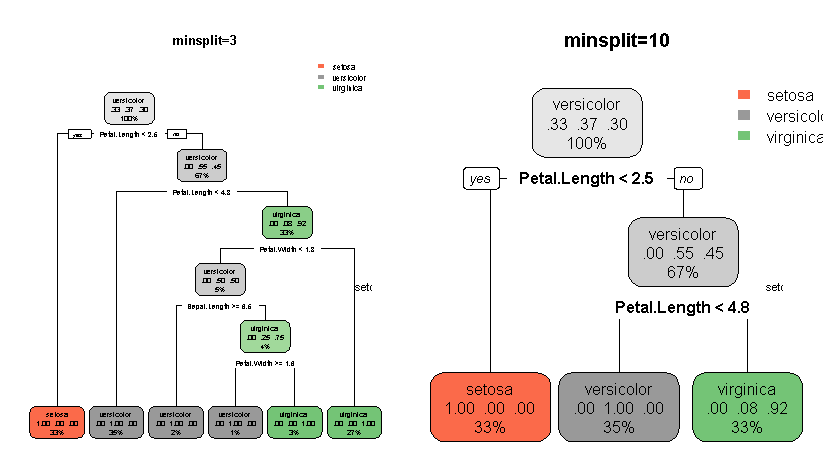 minsplit=3
setosa
versicolor
virginica
versicolor
.33 .37 .30
100%
yes Petal.Length < 2.5 no
versicolor
.00 .55 .45
67%
Petal.Length < 4.8
virginica
.00 .08 .92
33%
Petal.Width < 1.8
versicolor
.00 .50 .50
5%
setc
Sepal.Length >= 6.5
virginica
.00 .25 .75
4%
Petal.Width >= 1.6
setosa
1.00 .00 .00
33%
versicolor
.00 1.00 .00
35%
versicolor
.00 1.00 .00
2%
versicolor
.00 1.00 .00
1%
virginica
.00 .00 1.00
3%
virginica
.00 .00 1.00
27%
minsplit=10
setosa
versicolo
virginica
versicolor
.33 .37 .30
100%
yes Petal.Length < 2.5 no
versicolor
.00 .55 .45
67%
setc
Petal.Length < 4.8
setosa
1.00 .00 .00
33%
versicolor
.00 1.00 .00
35%
virginica
.00 .08 .92
33%